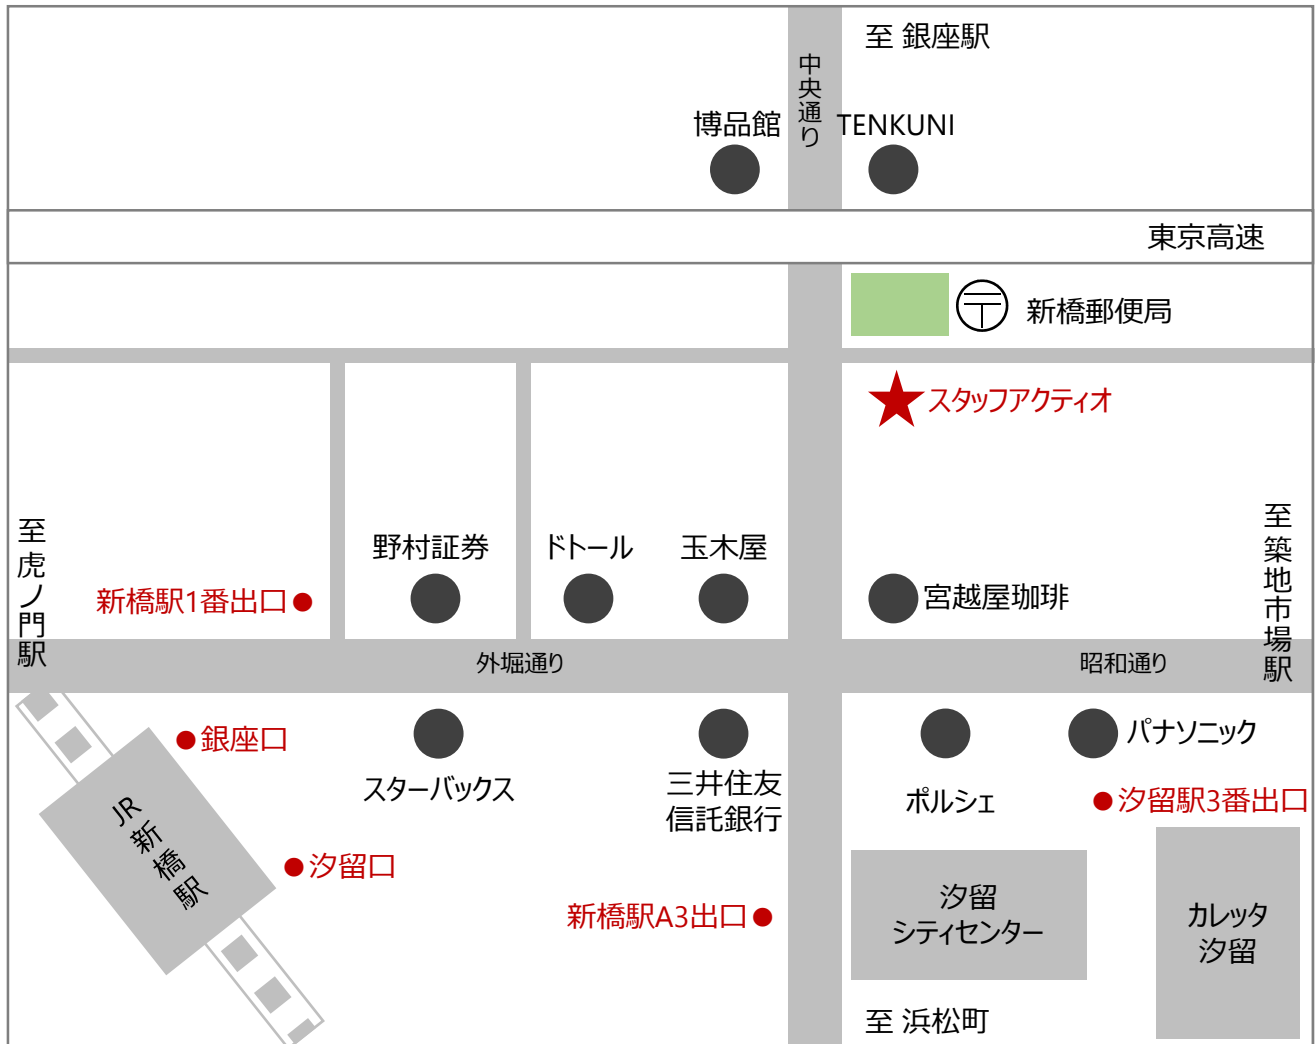 至 銀座駅
中央通り
博品館
TENKUNI
東京高速
新橋郵便局
スタッフアクティオ
至 虎ノ門駅
野村証券
ドトール
玉木屋
至 築地市場駅
新橋駅1番出口
宮越屋珈琲
外堀通り
昭和通り
銀座口
スターバックス
三井住友
信託銀行
ポルシェ
パナソニック
汐留駅3番出口
JR新橋駅
汐留口
新橋駅A3出口
汐留
シティセンター
カレッタ
汐留
至 浜松町